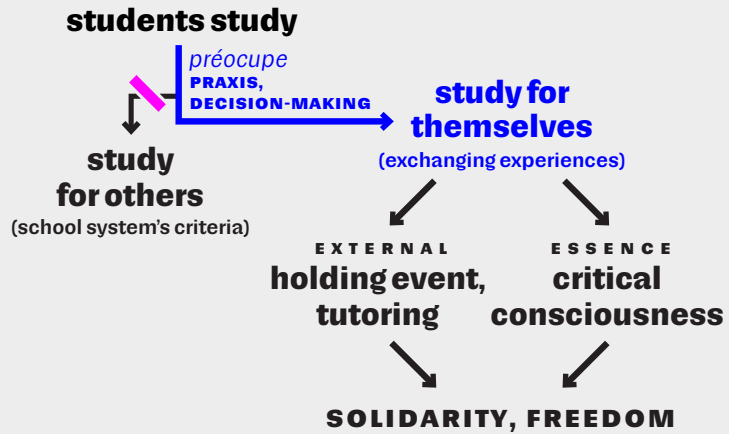 students study
préocupe
PRAXIS,
DECISION-MAKING
study for
themselves
(exchanging experiences)
study
for others
(school system's criteria)
EXTERNAL
holding event,
tutoring
ESSENCE
critical
consciousness
SOLIDARITY, FREEDOM